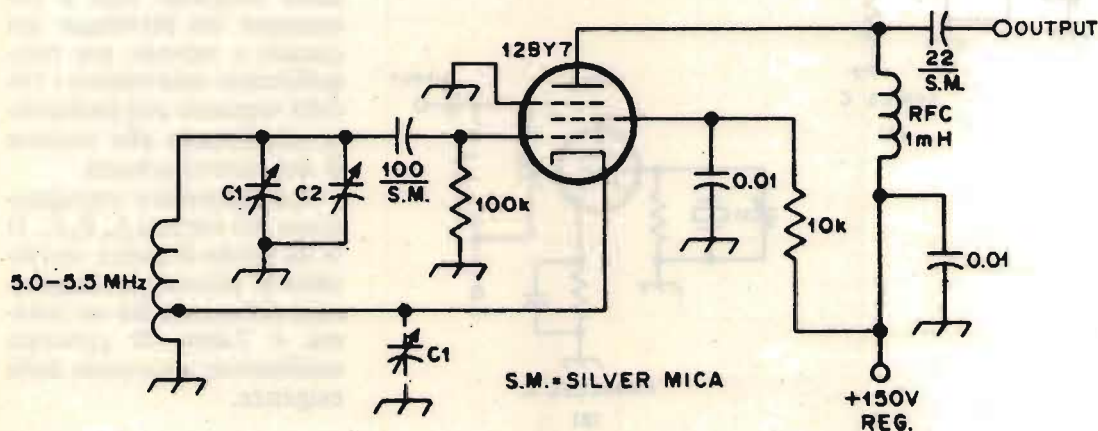 OUTPUT
12BY7
22
S.M.
RFC
1mH
C1
C2
100
S.M.
100k
0.01
10k
0.01
5.0-5.5 MHz
C1
S.M.=SILVER MICA
+150V
REG.